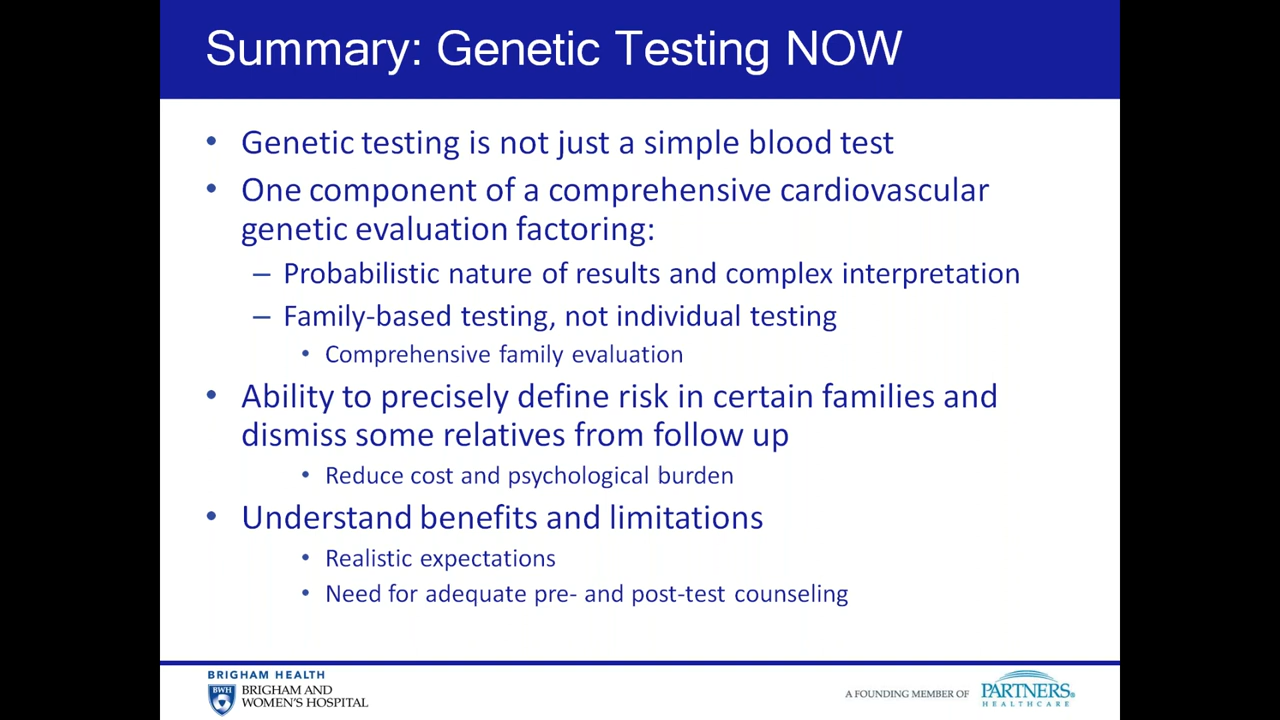 Summary: Genetic Testing NOW
• Genetic testing is not just a simple blood test
• One component of a comprehensive cardiovascular
genetic evaluation factoring:
– Probabilistic nature of results and complex interpretation
– Family-based testing, not individual testing
• Comprehensive family evaluation
• Ability to precisely define risk in certain families and
dismiss some relatives from follow up
• Reduce cost and psychological burden
• Understand benefits and limitations
• Realistic expectations
• Need for adequate pre- and post-test counseling
BRIGHAM HEALTH
BWH
BRIGHAM AND
WOMEN'S HOSPITAL
A FOUNDING MEMBER OF
PARTNERS®
HEALTHCARE